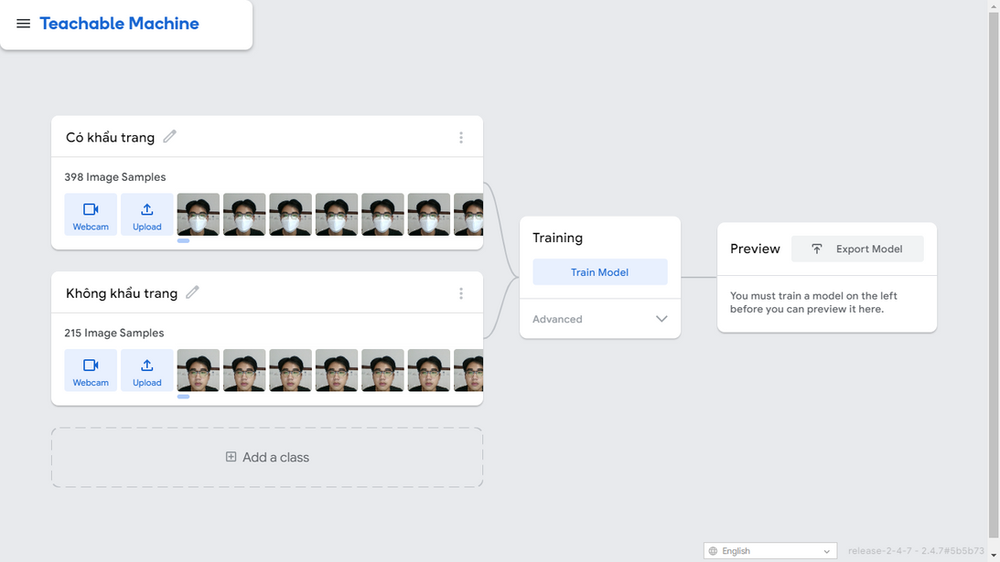 Teachable Machine
Có khẩu trang
398 Image Samples
Webcam
Upload
Không khẩu trang
215 Image Samples
Webcam
Upload
Add a class
Training
Train Model
Advanced
Preview
Export Model
You must train a model on the left
before you can preview it here.
English
release-2-4-7 - 2.4.7#5b5b73